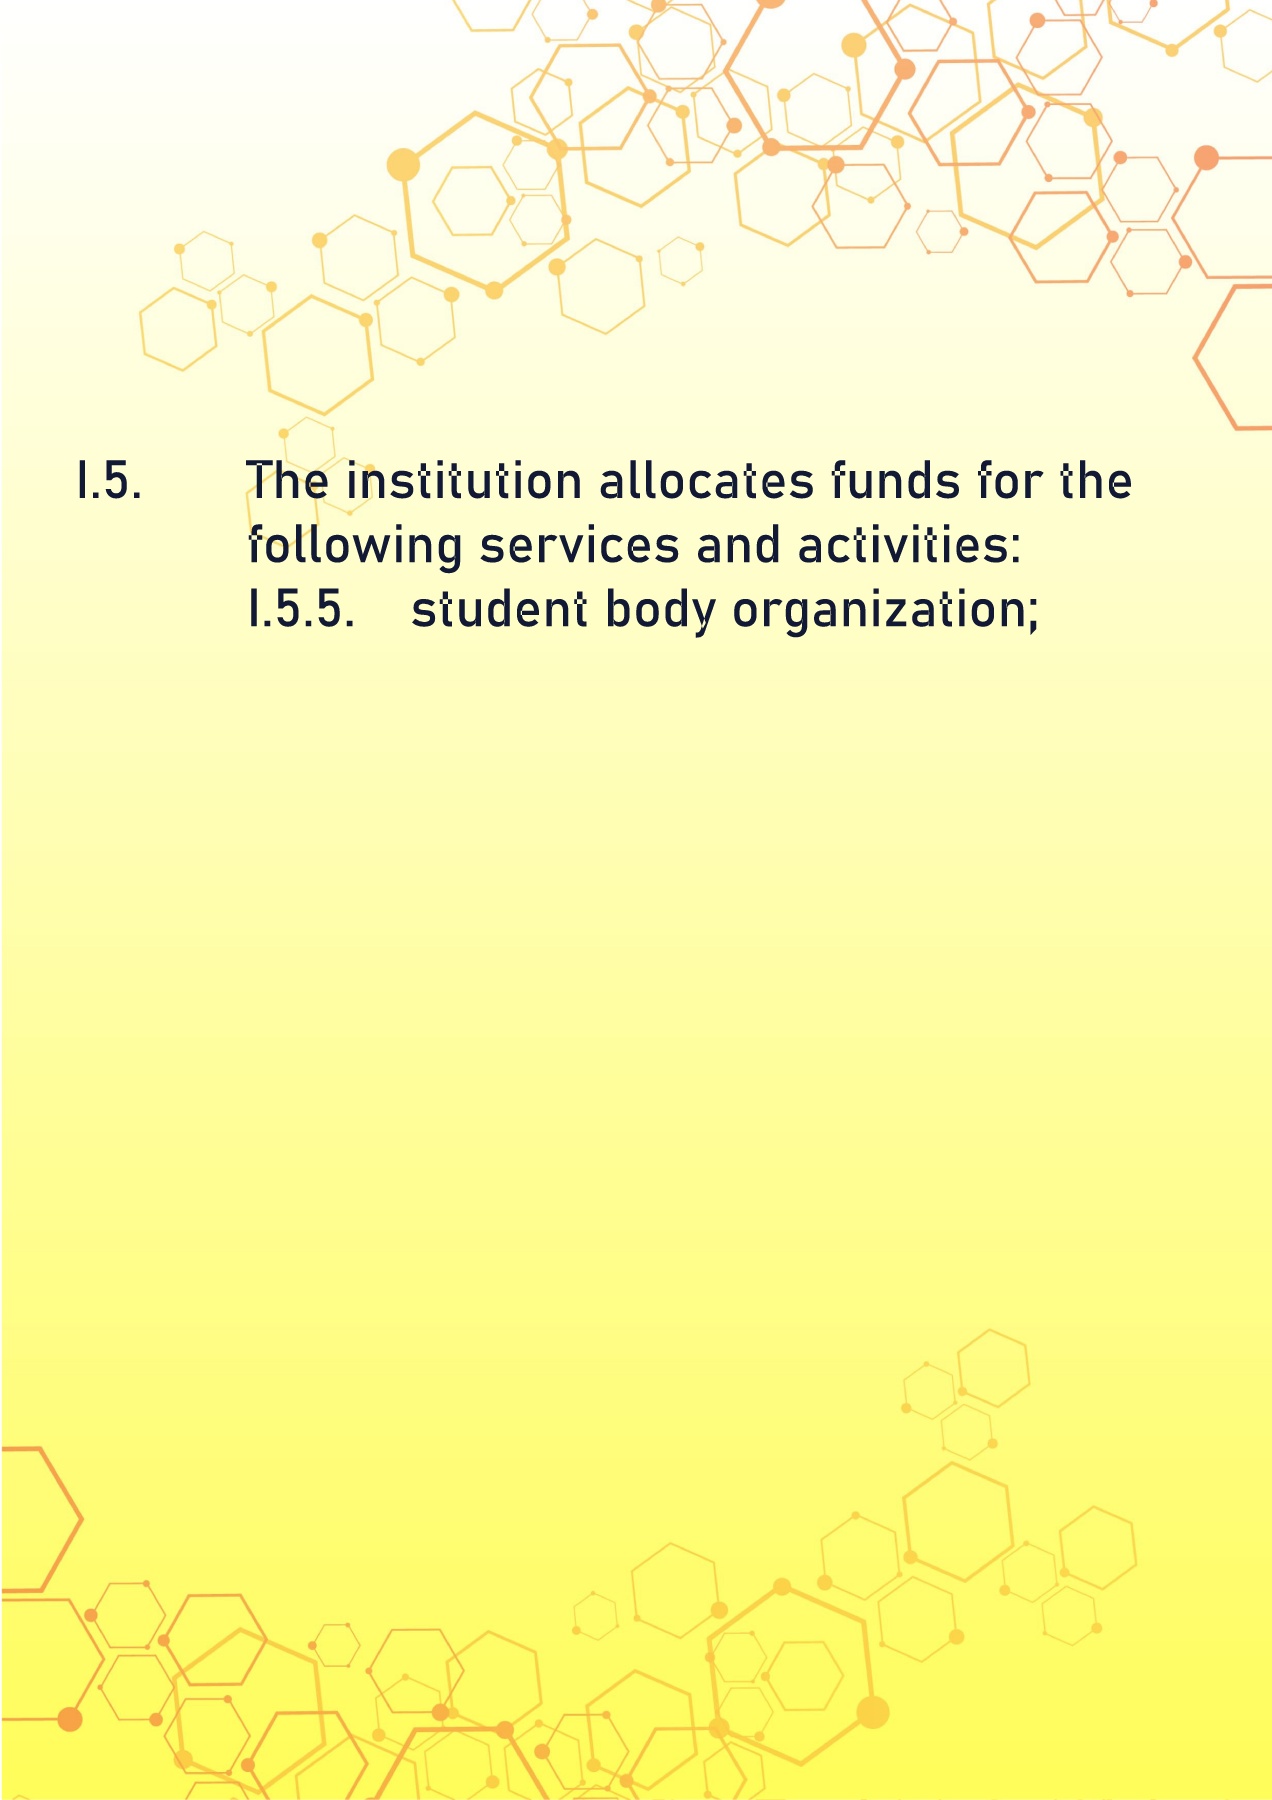 I.5. The institution allocates funds for the
following services and activities:
I.5.5. student body organization;